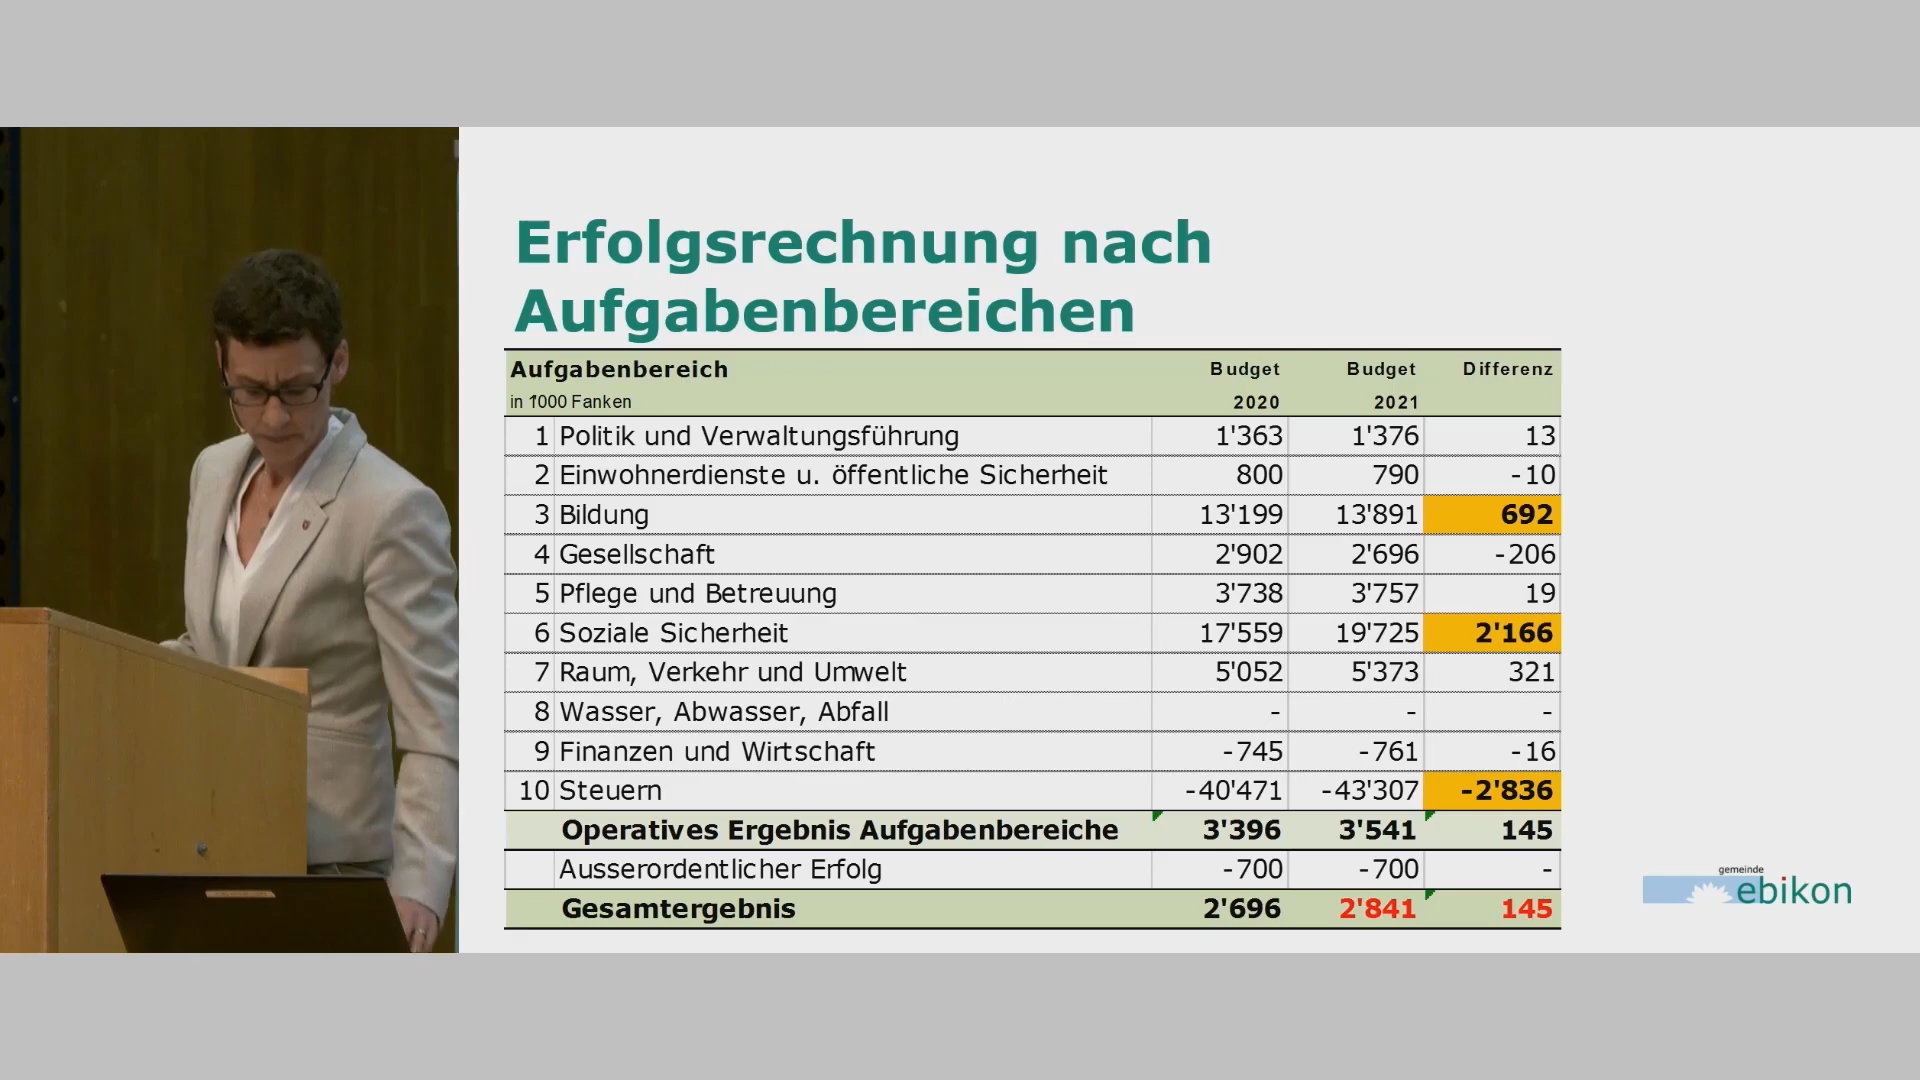 Erfolgsrechnung nach
Aufgabenbereichen
Aufgabenbereich Budget Budget Differenz
in 1'000 Fanken 2020 2021
1 Politik und Verwaltungsführung 1'363 1'376 13
2 Einwohnerdienste u. öffentliche Sicherheit 800 790 -10
3 Bildung 13'199 13'891 692
4 Gesellschaft 2'902 2'696 -206
5 Pflege und Betreuung 3'738 3'757 19
6 Soziale Sicherheit 17'559 19'725 2'166
7 Raum, Verkehr und Umwelt 5'052 5'373 321
8 Wasser, Abwasser, Abfall - - -
9 Finanzen und Wirtschaft -745 -761 -16
10 Steuern -40'471 -43'307 -2'836
Operatives Ergebnis Aufgabenbereiche 3'396 3'541 145
Ausserordentlicher Erfolg -700 -700 -
Gesamtergebnis 2'696 2'841 145
gemeinde
ebikon